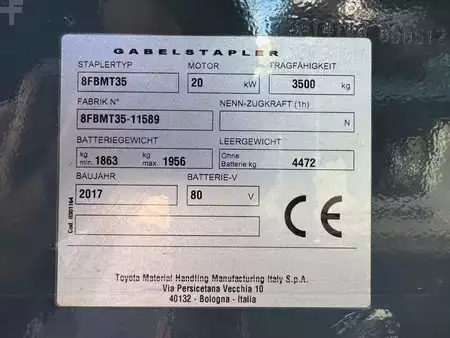 GABELSTAPLER
STAPLERTYP MOTOR TRAGFÄHIGKEIT
8FBMT35 20 kW 3500 kg
FABRIK N° NENN-ZUGKRAFT (1h)
8FBMT35-11589 N
BATTERIEGEWICHT LEERGEWICHT
kg min. 1863 kg max. 1956 Ohne Batterie kg 4472
BAUJAHR BATTERIE-V
2017 80 V
CE
Cod. 0301164
Toyota Material Handling Manufacturing Italy S.p.A.
Via Persicetana Vecchia 10
40132 - Bologna - Italia